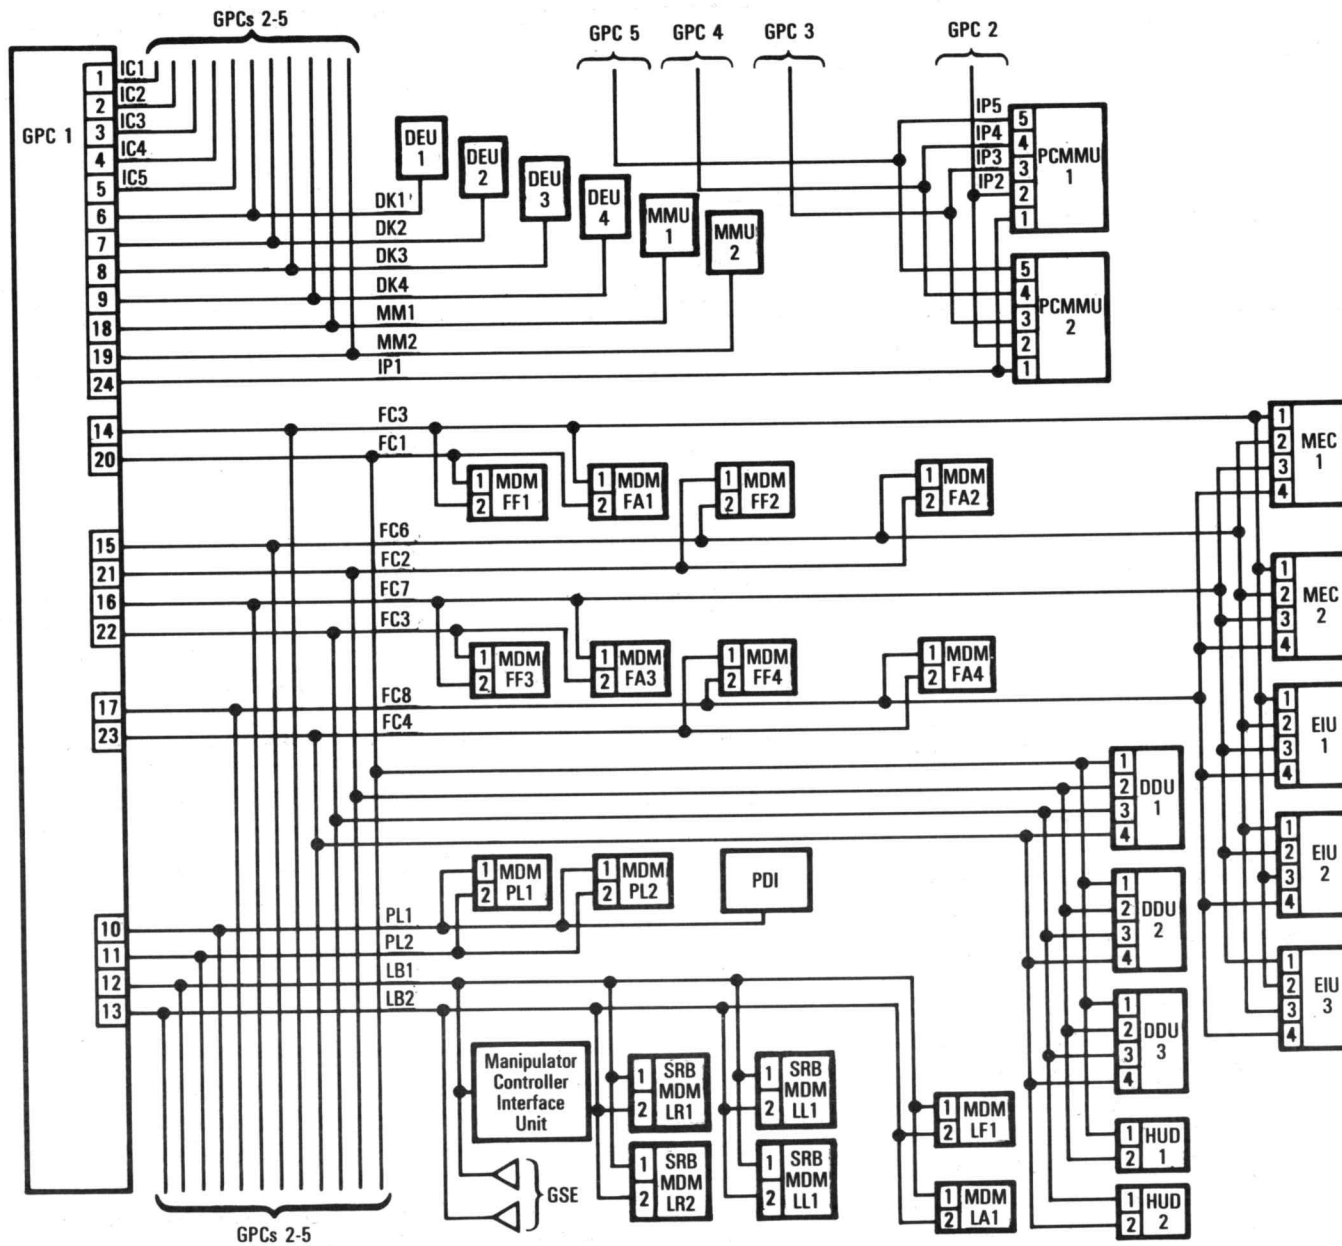 GPCs 2-5
GPC 5
GPC 4
GPC 3
GPC 2
GPC 1
1
IC1
2
IC2
3
IC3
4
IC4
5
IC5
6
DK1
7
DK2
8
DK3
9
DK4
18
MM1
19
MM2
24
IP1
DEU
1
DEU
2
DEU
3
DEU
4
MMU
1
MMU
2
IP5
IP4
IP3
IP2
5
4
3
2
1
PCMMU
1
5
4
3
2
1
PCMMU
2
14
FC3
20
FC1
1 MDM
2 FF1
1 MDM
2 FA1
1 MDM
2 FF2
1 MDM
2 FA2
15
FC6
21
FC2
16
FC7
22
FC3
1 MDM
2 FF3
1 MDM
2 FA3
1 MDM
2 FF4
1 MDM
2 FA4
17
FC8
23
FC4
1
2
3
4
MEC
1
1
2
3
4
MEC
2
1
2
3
4
EIU
1
1
2
3
4
EIU
2
1
2
3
4
EIU
3
1
2
3
4
DDU
1
1
2
3
4
DDU
2
1
2
3
4
DDU
3
1 HUD
2 1
1 HUD
2 2
1 MDM
2 PL1
1 MDM
2 PL2
PDI
10
PL1
11
PL2
12
LB1
13
LB2
Manipulator
Controller
Interface
Unit
GSE
1
2
SRB
MDM
LR1
1
2
SRB
MDM
LL1
1
2
SRB
MDM
LR2
1
2
SRB
MDM
LL1
1 MDM
2 LF1
1 MDM
2 LA1
GPCs 2-5